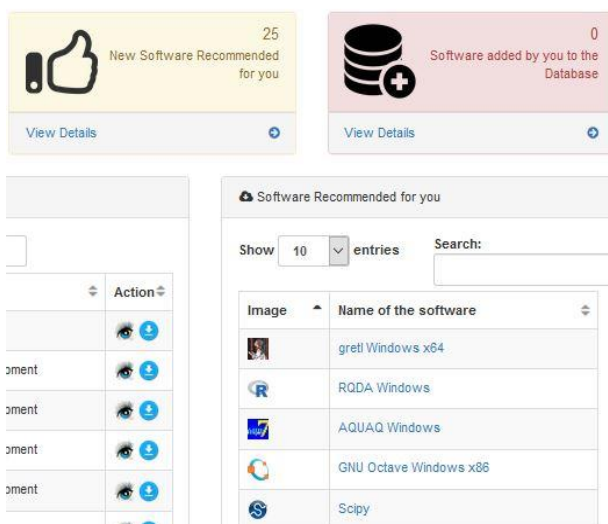 25
New Software Recommended
for you
View Details
0
Software added by you to the
Database
View Details
Action
oment
oment
oment
oment
Software Recommended for you
Show 10 entries
Search:
Image
Name of the software
gretl Windows x64
RQDA Windows
AQUAQ Windows
GNU Octave Windows x86
Scipy